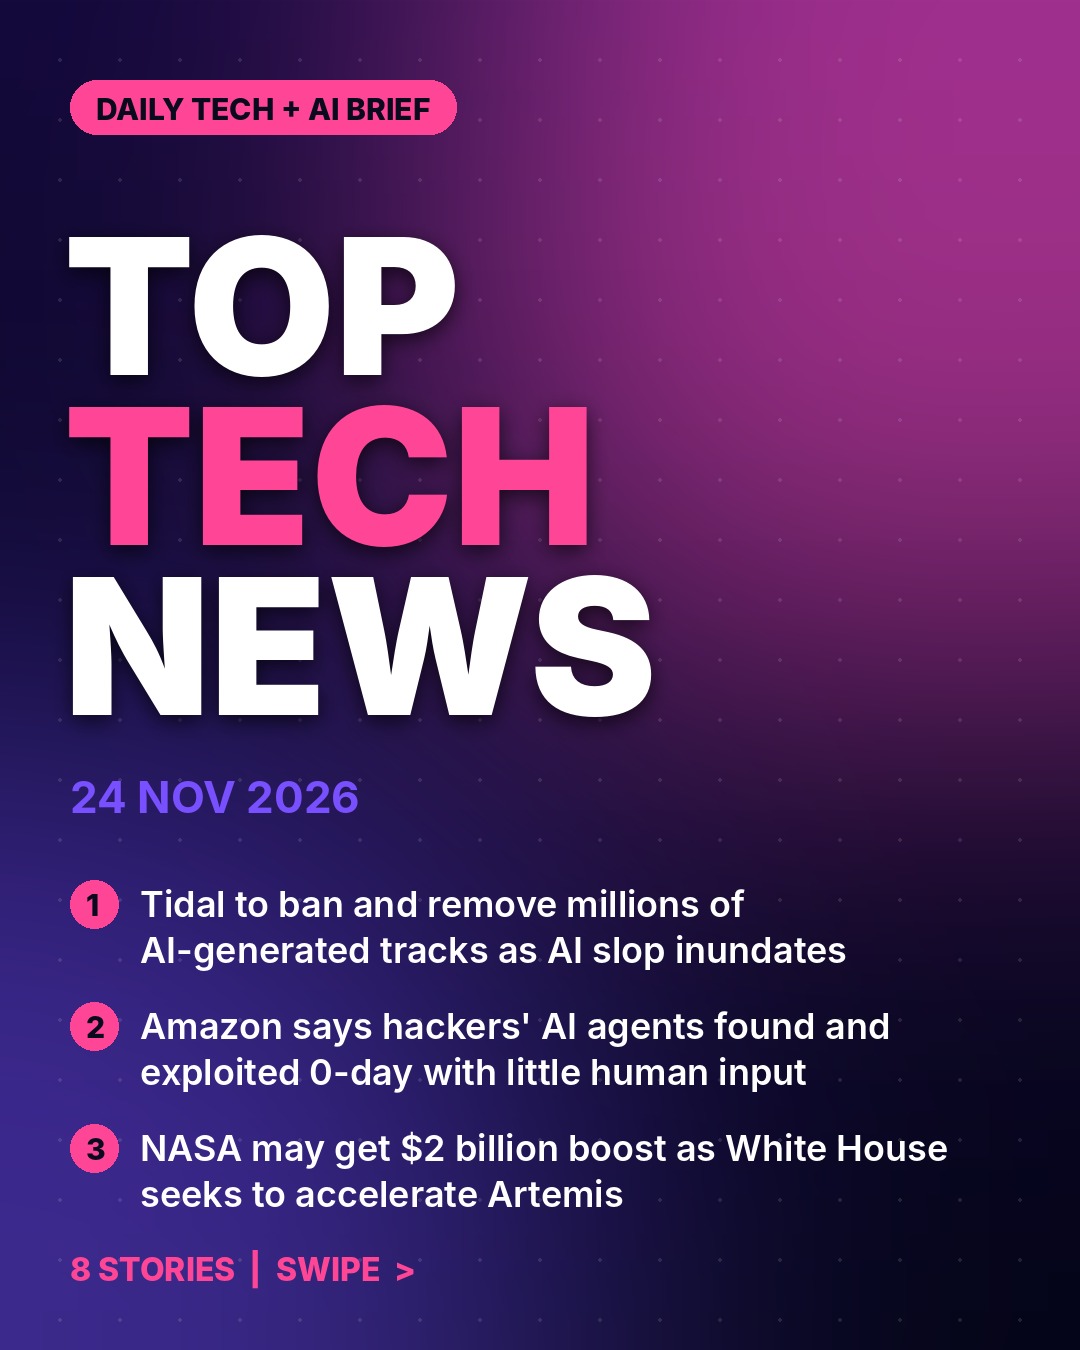 DAILY TECH + AI BRIEF
TOP
TECH
NEWS
24 NOV 2026
1 Tidal to ban and remove millions of
AI-generated tracks as AI slop inundates
2 Amazon says hackers' AI agents found and
exploited 0-day with little human input
3 NASA may get $2 billion boost as White House
seeks to accelerate Artemis
8 STORIES | SWIPE >